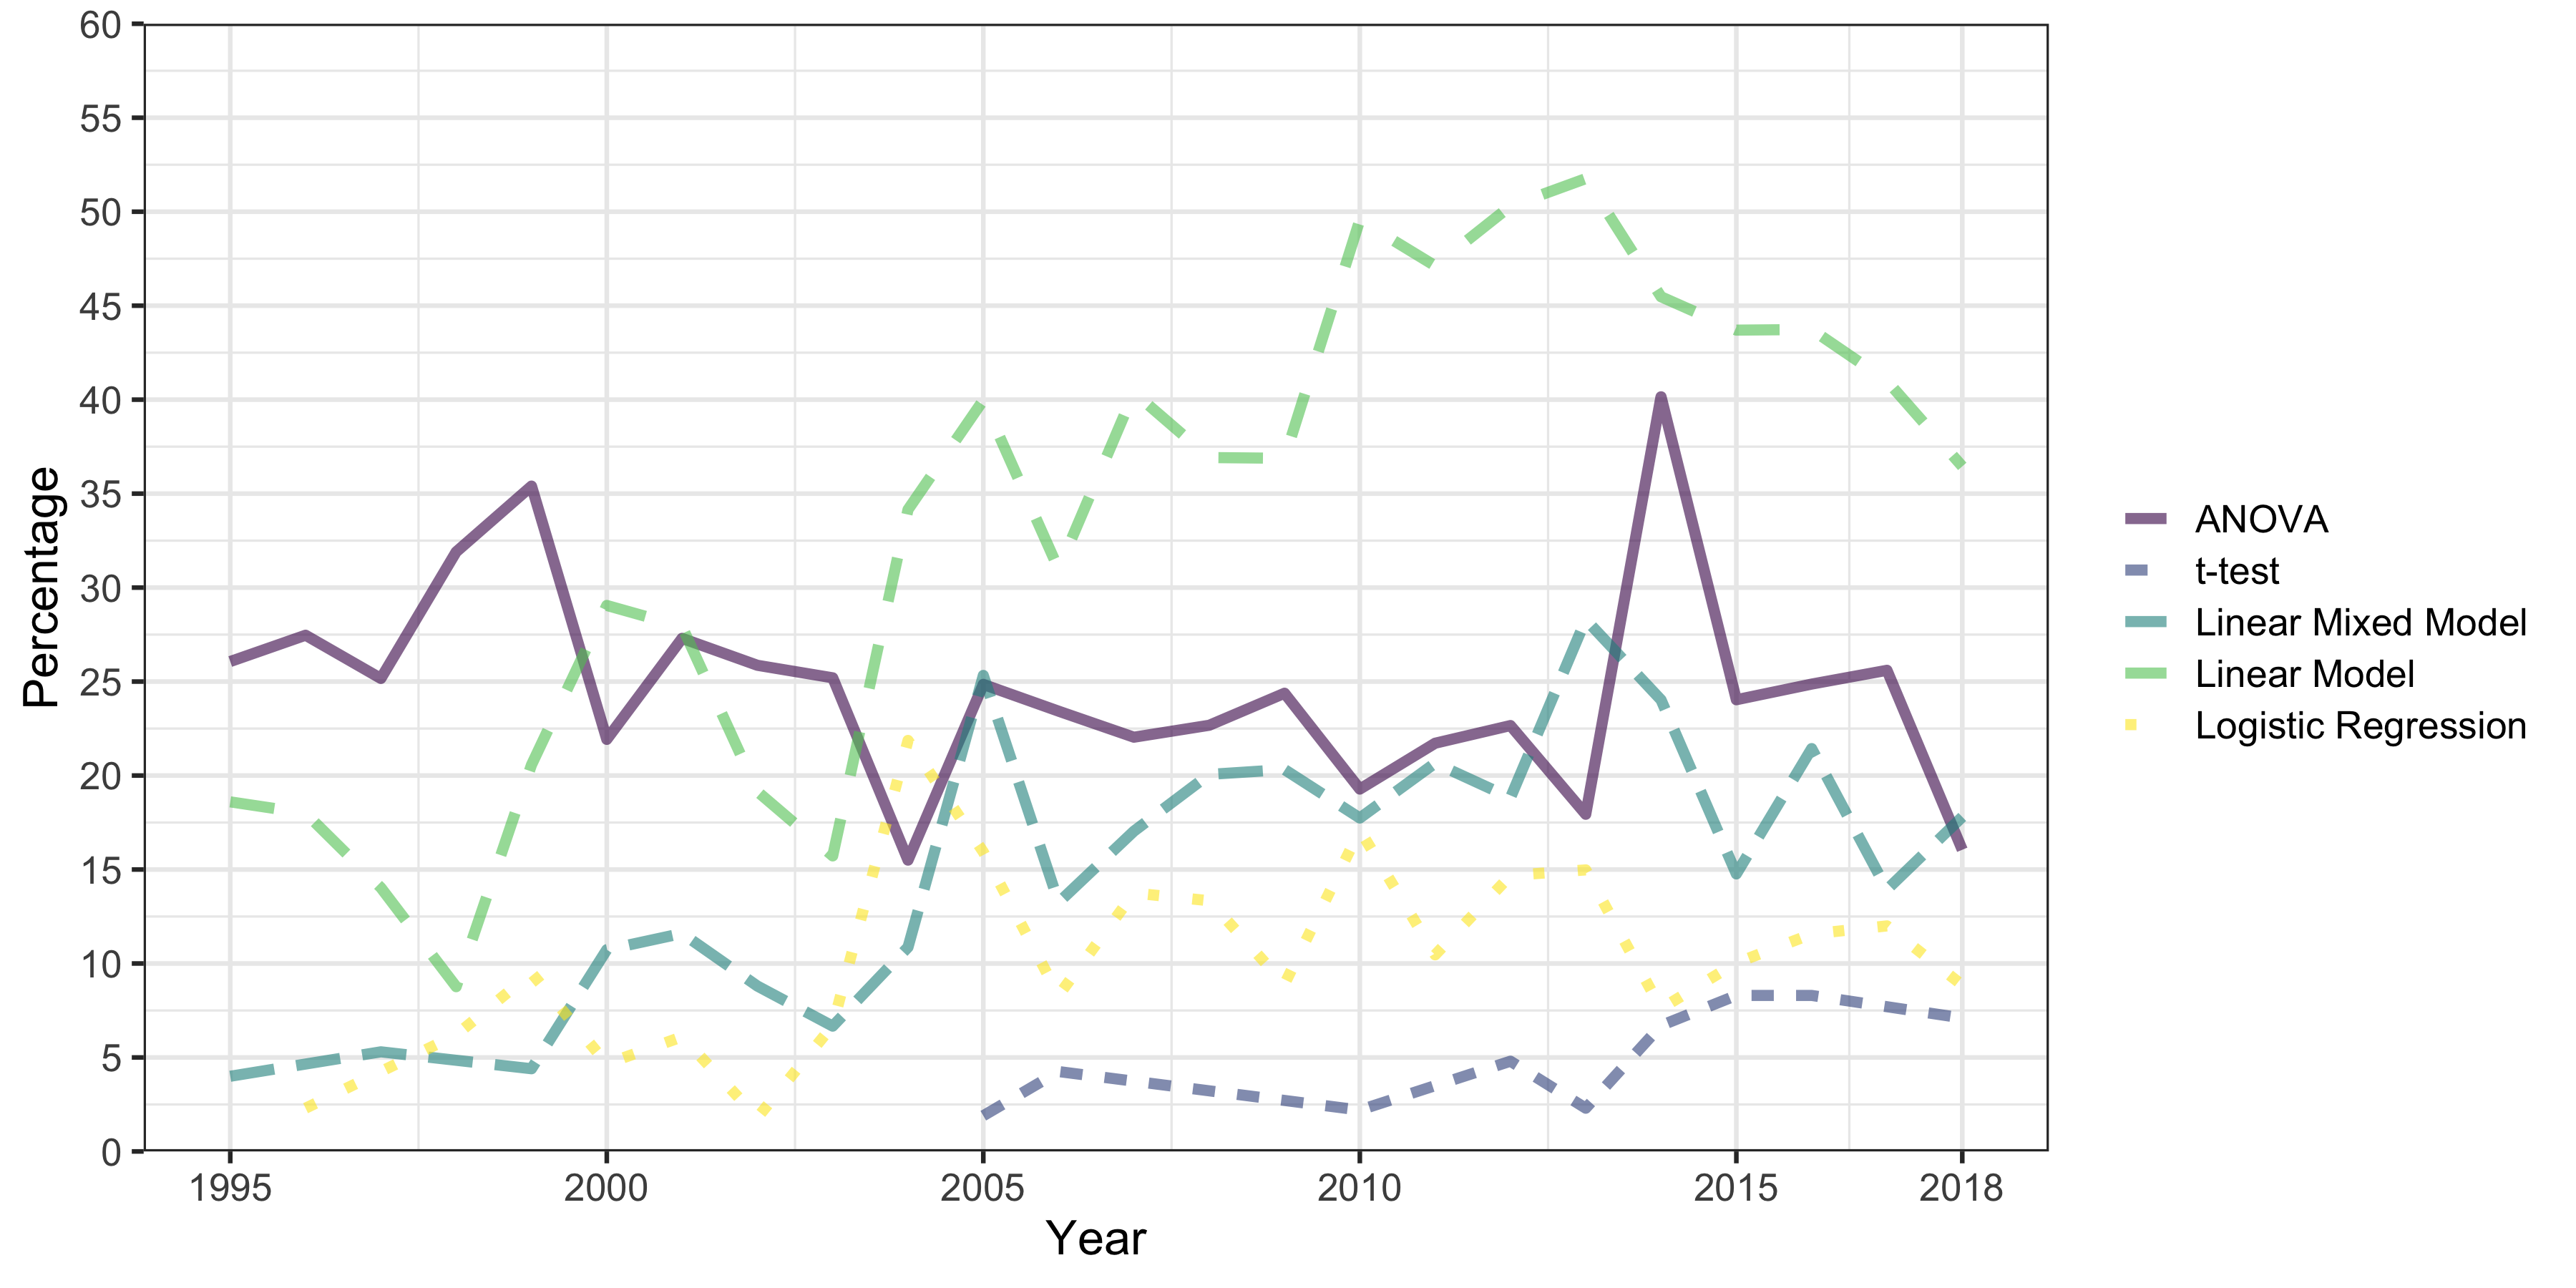 60
55
50
45
40
35
30
25
20
15
10
5
0
Percentage
1995 2000 2005 2010 2015 2018
Year
ANOVA
t-test
Linear Mixed Model
Linear Model
Logistic Regression